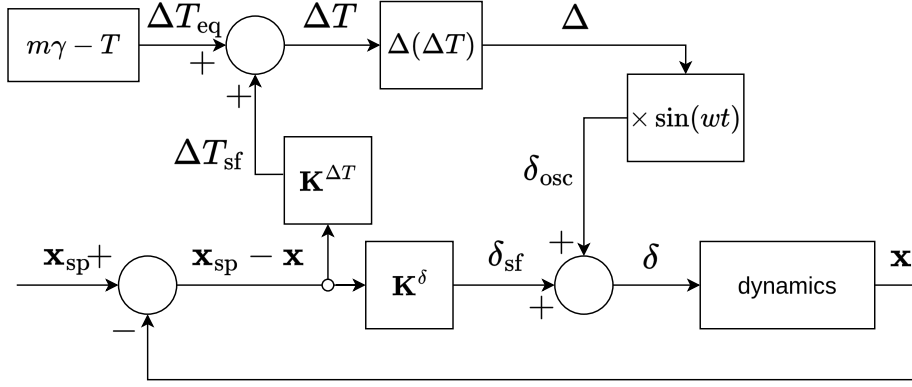 mγ − T
ΔT_eq
+
ΔT
Δ(ΔT)
Δ
× sin(wt)
+
ΔT_sf
K^ΔT
δ_osc
x_sp
+
x_sp − x
K^δ
δ_sf
+
+
δ
dynamics
x
−